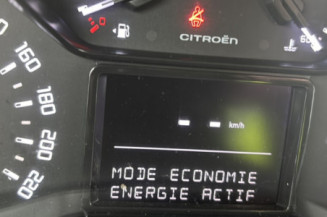 CITROËN
160
180
200
220
-- km/h
MODE ECONOMIE
ENERGIE ACTIF